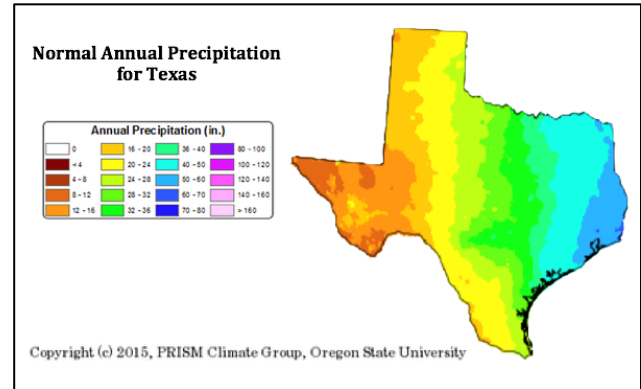 Normal Annual Precipitation
for Texas
Annual Precipitation (in.)
0 16 - 20 36 - 40 80 - 100
< 4 20 - 24 40 - 50 100 - 120
4 - 8 24 - 28 50 - 60 120 - 140
8 - 12 28 - 32 60 - 70 140 - 160
12 - 16 32 - 36 70 - 80 > 160
Copyright (c) 2015, PRISM Climate Group, Oregon State University